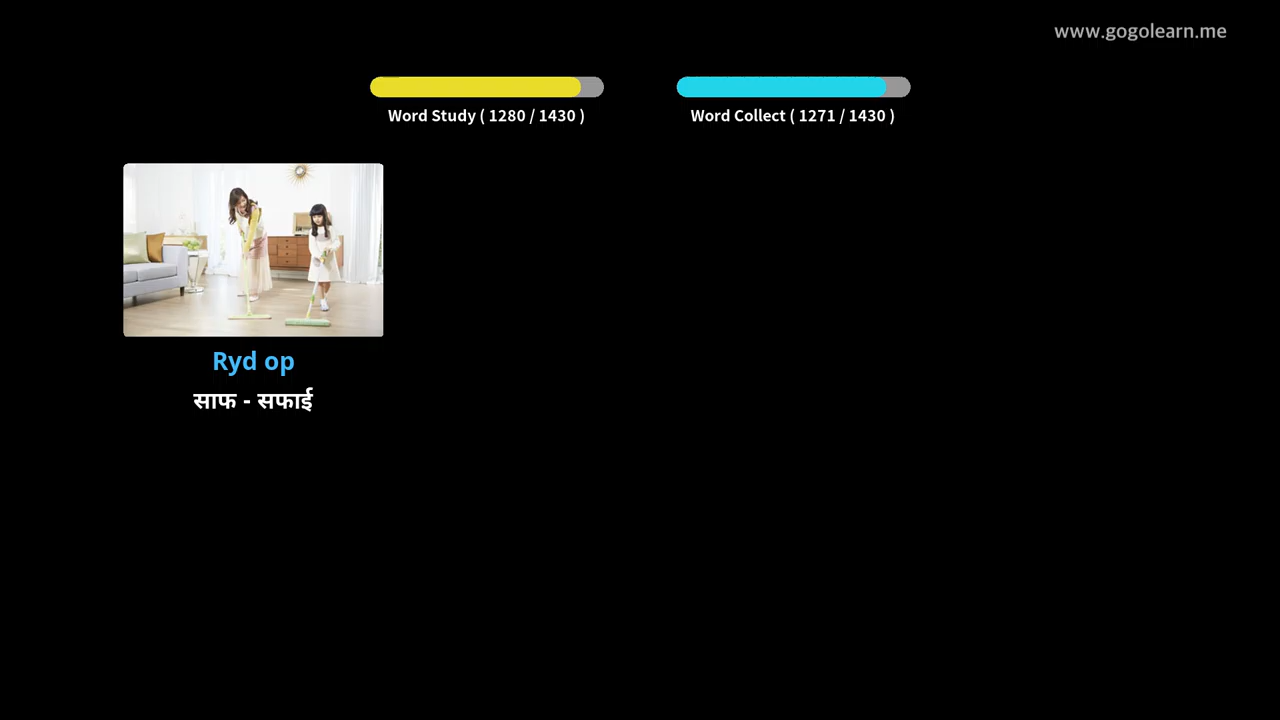 www.gogolearn.me
Word Study ( 1280 / 1430 )
Word Collect ( 1271 / 1430 )
Ryd op
साफ - सफाई